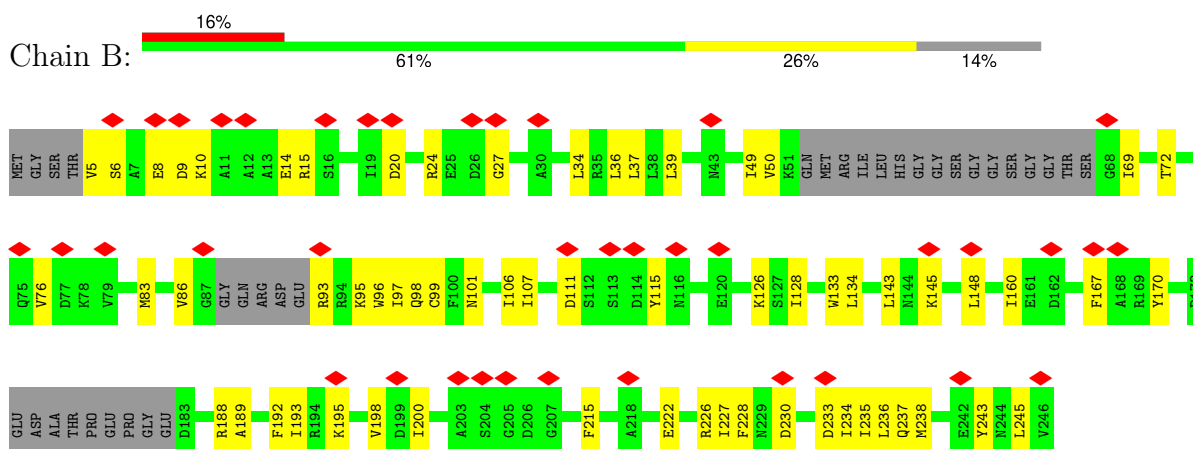 16%
Chain B:
61% 26% 14%
MET GLY SER THR V5 S6 A7 E8 D9 K10 A11 A12 A13 E14 R15 S16 I19 D20 R24 E25 D26 G27 A30 L34 R35 L36 L37 L38 L39 N43 I49 V50 K51 GLN MET ARG ILE LEU HIS GLY GLY SER GLY GLY SER GLY GLY THR SER G68 I69 T72
Q75 V76 D77 K78 V79 M83 V86 G87 GLY GLN ARG ASP GLU R93 R94 K95 W96 I97 Q98 C99 F100 N101 I106 I107 D111 S112 S113 D114 Y115 N116 E120 K126 S127 I128 W133 L134 L143 N144 K145 L148 I160 E161 D162 F167 A168 R169 Y170
GLU ASP ALA THR PRO GLU PRO GLY GLU D183 R188 A189 F192 I193 R194 K195 V198 D199 I200 A203 S204 G205 D206 G207 F215 A218 E222 R226 I227 F228 N229 D230 D233 I234 I235 L236 Q237 M238 E242 Y243 N244 L245 V246